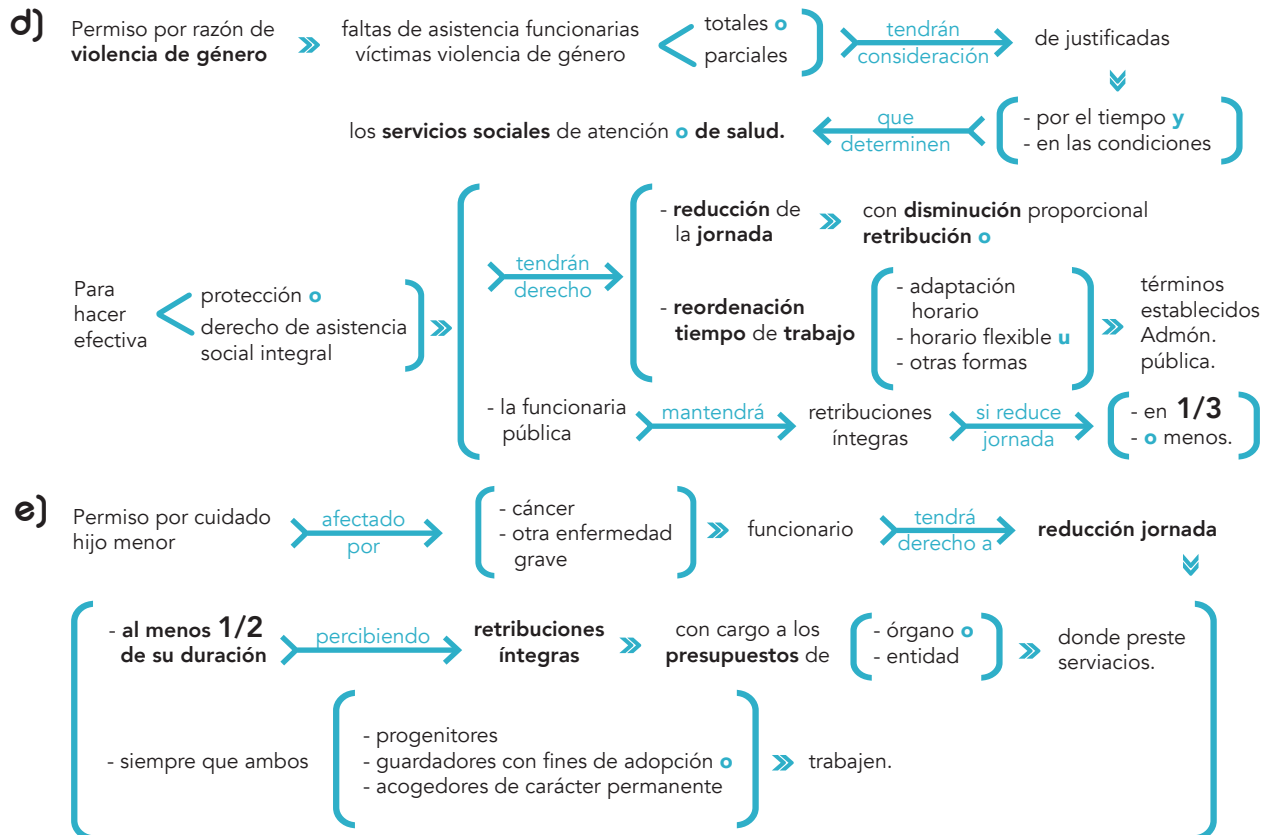 d)
Permiso por razón de
violencia de género
faltas de asistencia funcionarias
víctimas violencia de género
totales o
parciales
tendrán
consideración
de justificadas
- por el tiempo y
- en las condiciones
que
determinen
los servicios sociales de atención o de salud.
Para
hacer
efectiva
protección o
derecho de asistencia
social integral
tendrán
derecho
- reducción de
la jornada
con disminución proporcional
retribución o
- reordenación
tiempo de trabajo
- adaptación
horario
- horario flexible u
- otras formas
términos
establecidos
Admón.
pública.
- la funcionaria
pública
mantendrá
retribuciones
íntegras
si reduce
jornada
- en 1/3
- o menos.
e)
Permiso por cuidado
hijo menor
afectado
por
- cáncer
- otra enfermedad
grave
funcionario
tendrá
derecho a
reducción jornada
- al menos 1/2
de su duración
percibiendo
retribuciones
íntegras
con cargo a los
presupuestos de
- órgano o
- entidad
donde preste
serviacios.
- siempre que ambos
- progenitores
- guardadores con fines de adopción o
- acogedores de carácter permanente
trabajen.